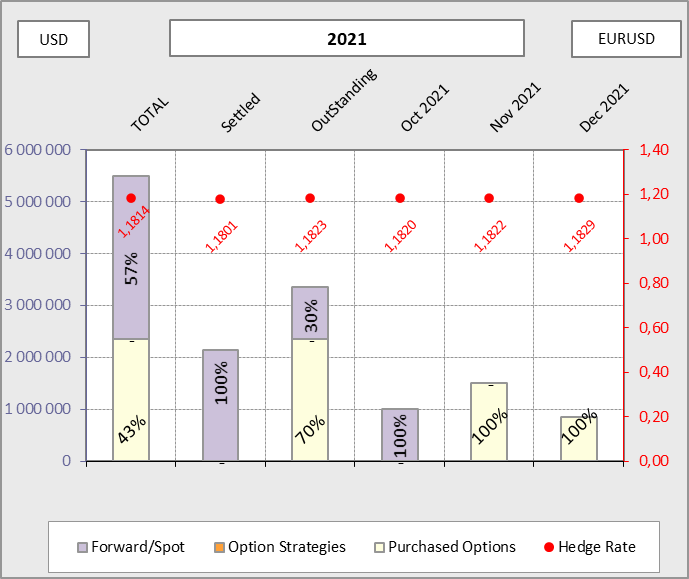 USD
2021
EURUSD
TOTAL
Settled
OutStanding
Oct 2021
Nov 2021
Dec 2021
6 000 000
5 000 000
4 000 000
3 000 000
2 000 000
1 000 000
0
1,40
1,20
1,00
0,80
0,60
0,40
0,20
0,00
1,1814
1,1801
1,1823
1,1820
1,1822
1,1829
57%
43%
100%
30%
70%
100%
100%
100%
Forward/Spot
Option Strategies
Purchased Options
Hedge Rate